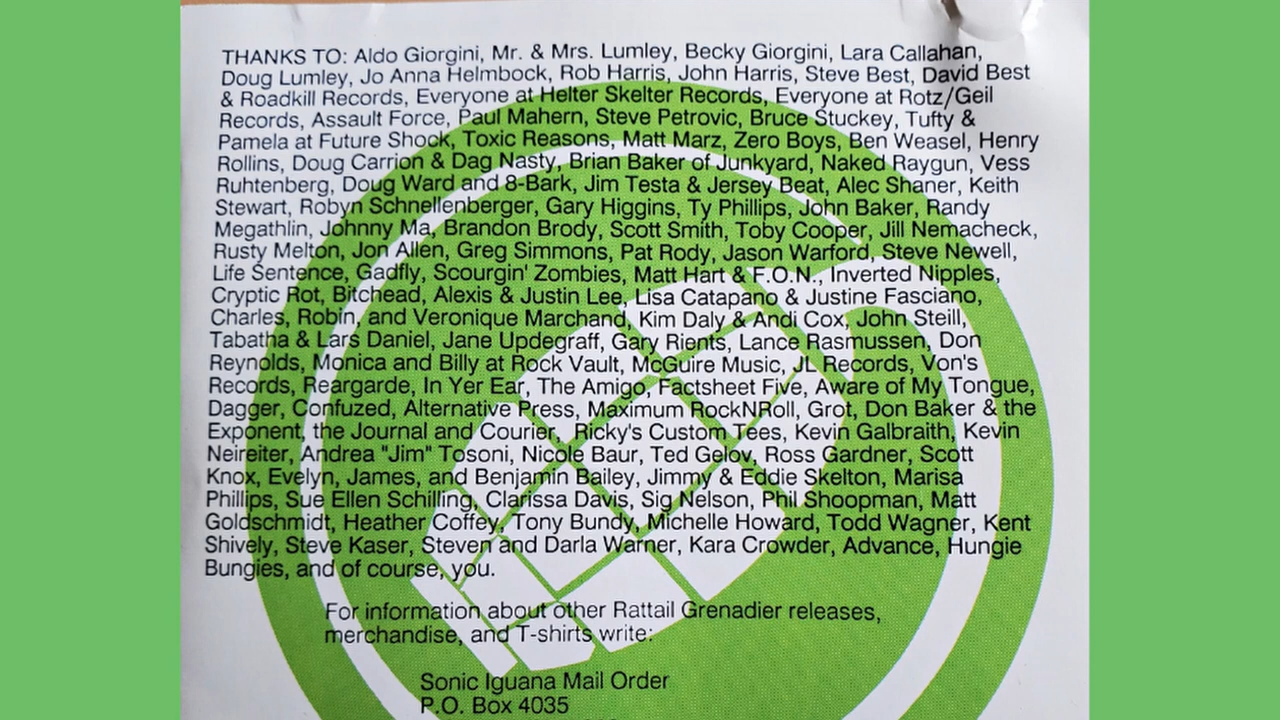 THANKS TO: Aldo Giorgini, Mr. & Mrs. Lumley, Becky Giorgini, Lara Callahan,
Doug Lumley, Jo Anna Helmbock, Rob Harris, John Harris, Steve Best, David Best
& Roadkill Records, Everyone at Helter Skelter Records, Everyone at Rotz/Geil
Records, Assault Force, Paul Mahern, Steve Petrovic, Bruce Stuckey, Tufty &
Pamela at Future Shock, Toxic Reasons, Matt Marz, Zero Boys, Ben Weasel, Henry
Rollins, Doug Carrion & Dag Nasty, Brian Baker of Junkyard, Naked Raygun, Vess
Ruhtenberg, Doug Ward and 8-Bark, Jim Testa & Jersey Beat, Alec Shaner, Keith
Stewart, Robyn Schnellenberger, Gary Higgins, Ty Phillips, John Baker, Randy
Megathlin, Johnny Ma, Brandon Brody, Scott Smith, Toby Cooper, Jill Nemacheck,
Rusty Melton, Jon Allen, Greg Simmons, Pat Rody, Jason Warford, Steve Newell,
Life Sentence, Gadfly, Scourgin' Zombies, Matt Hart & F.O.N., Inverted Nipples,
Cryptic Rot, Bitchead, Alexis & Justin Lee, Lisa Catapano & Justine Fasciano,
Charles, Robin, and Veronique Marchand, Kim Daly & Andi Cox, John Steill,
Tabatha & Lars Daniel, Jane Updegraff, Gary Rients, Lance Rasmussen, Don
Reynolds, Monica and Billy at Rock Vault, McGuire Music, JL Records, Von's
Records, Reargarde, In Yer Ear, The Amigo, Factsheet Five, Aware of My Tongue,
Dagger, Confuzed, Alternative Press, Maximum RockNRoll, Grot, Don Baker & the
Exponent, the Journal and Courier, Ricky's Custom Tees, Kevin Galbraith, Kevin
Neireiter, Andrea "Jim" Tosoni, Nicole Baur, Ted Gelov, Ross Gardner, Scott
Knox, Evelyn, James, and Benjamin Bailey, Jimmy & Eddie Skelton, Marisa
Phillips, Sue Ellen Schilling, Clarissa Davis, Sig Nelson, Phil Shoopman, Matt
Goldschmidt, Heather Coffey, Tony Bundy, Michelle Howard, Todd Wagner, Kent
Shively, Steve Kaser, Steven and Darla Warner, Kara Crowder, Advance, Hungie
Bungies, and of course, you.
For information about other Rattail Grenadier releases,
merchandise, and T-shirts write:
Sonic Iguana Mail Order
P.O. Box 4035